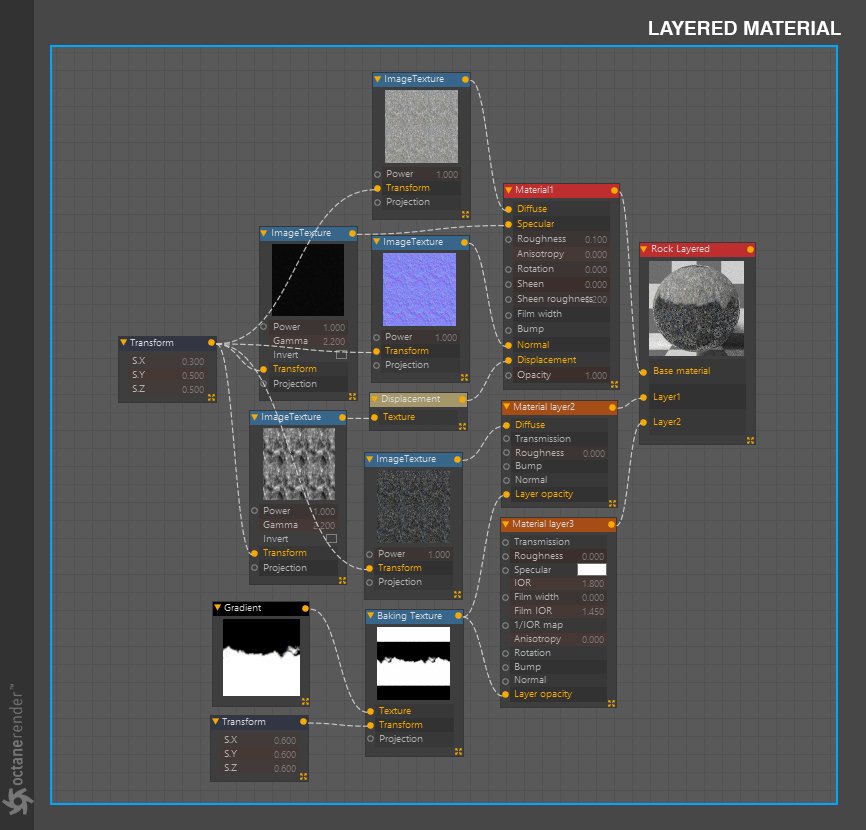 LAYERED MATERIAL
ImageTexture
Power 1.000
Transform
Projection
Material1
Diffuse
Specular
Roughness 0.100
Anisotropy 0.000
Rotation 0.000
Sheen 0.000
Sheen roughness 0.200
Film width
Bump
Normal
Displacement
Opacity 1.000
ImageTexture
Power 1.000
Gamma 2.200
Invert
Transform
Projection
ImageTexture
Power 1.000
Transform
Projection
Rock Layered
Base material
Layer1
Layer2
Transform
S.X 0.300
S.Y 0.500
S.Z 0.500
Displacement
Texture
Material layer2
Diffuse
Transmission
Roughness 0.000
Bump
Normal
Layer opacity
ImageTexture
Power 1.000
Gamma 2.200
Invert
Transform
Projection
ImageTexture
Power 1.000
Transform
Projection
Material layer3
Transmission
Roughness 0.000
Specular
IOR 1.800
Film width 0.000
Film IOR 1.450
1/IOR map
Anisotropy 0.000
Rotation
Bump
Normal
Layer opacity
Gradient
Baking Texture
Texture
Transform
Projection
Transform
S.X 0.600
S.Y 0.600
S.Z 0.600
octanerender™